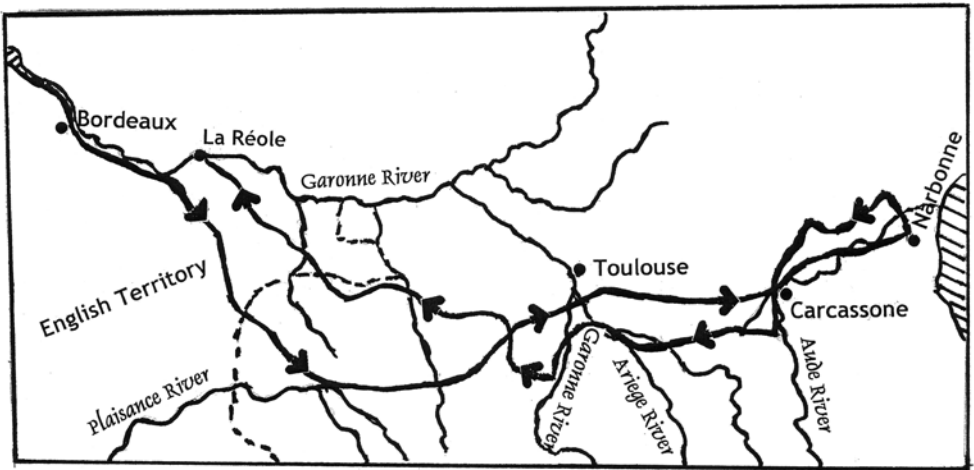 Bordeaux
La Réole
Garonne River
Narbonne
Toulouse
English Territory
Carcassone
Plaisance River
Garonne River
Ariege River
Aude River